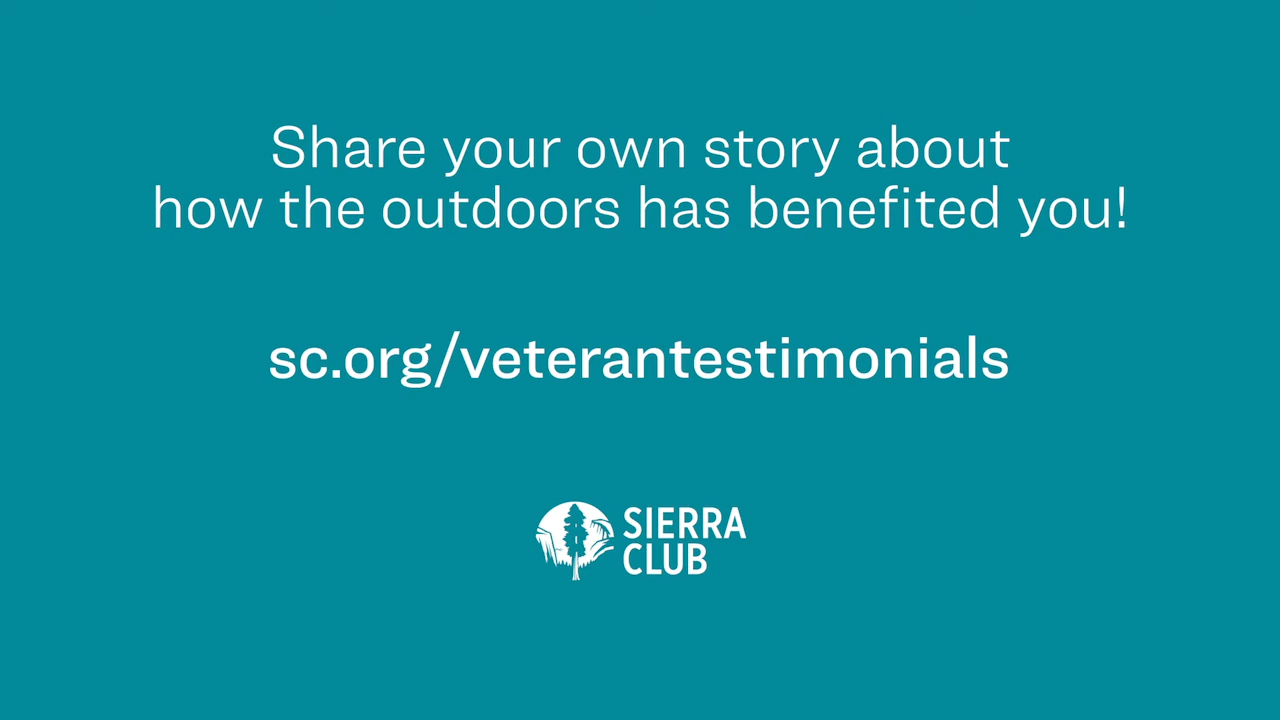 Share your own story about
how the outdoors has benefited you!
sc.org/veterantestimonials
SIERRA
CLUB